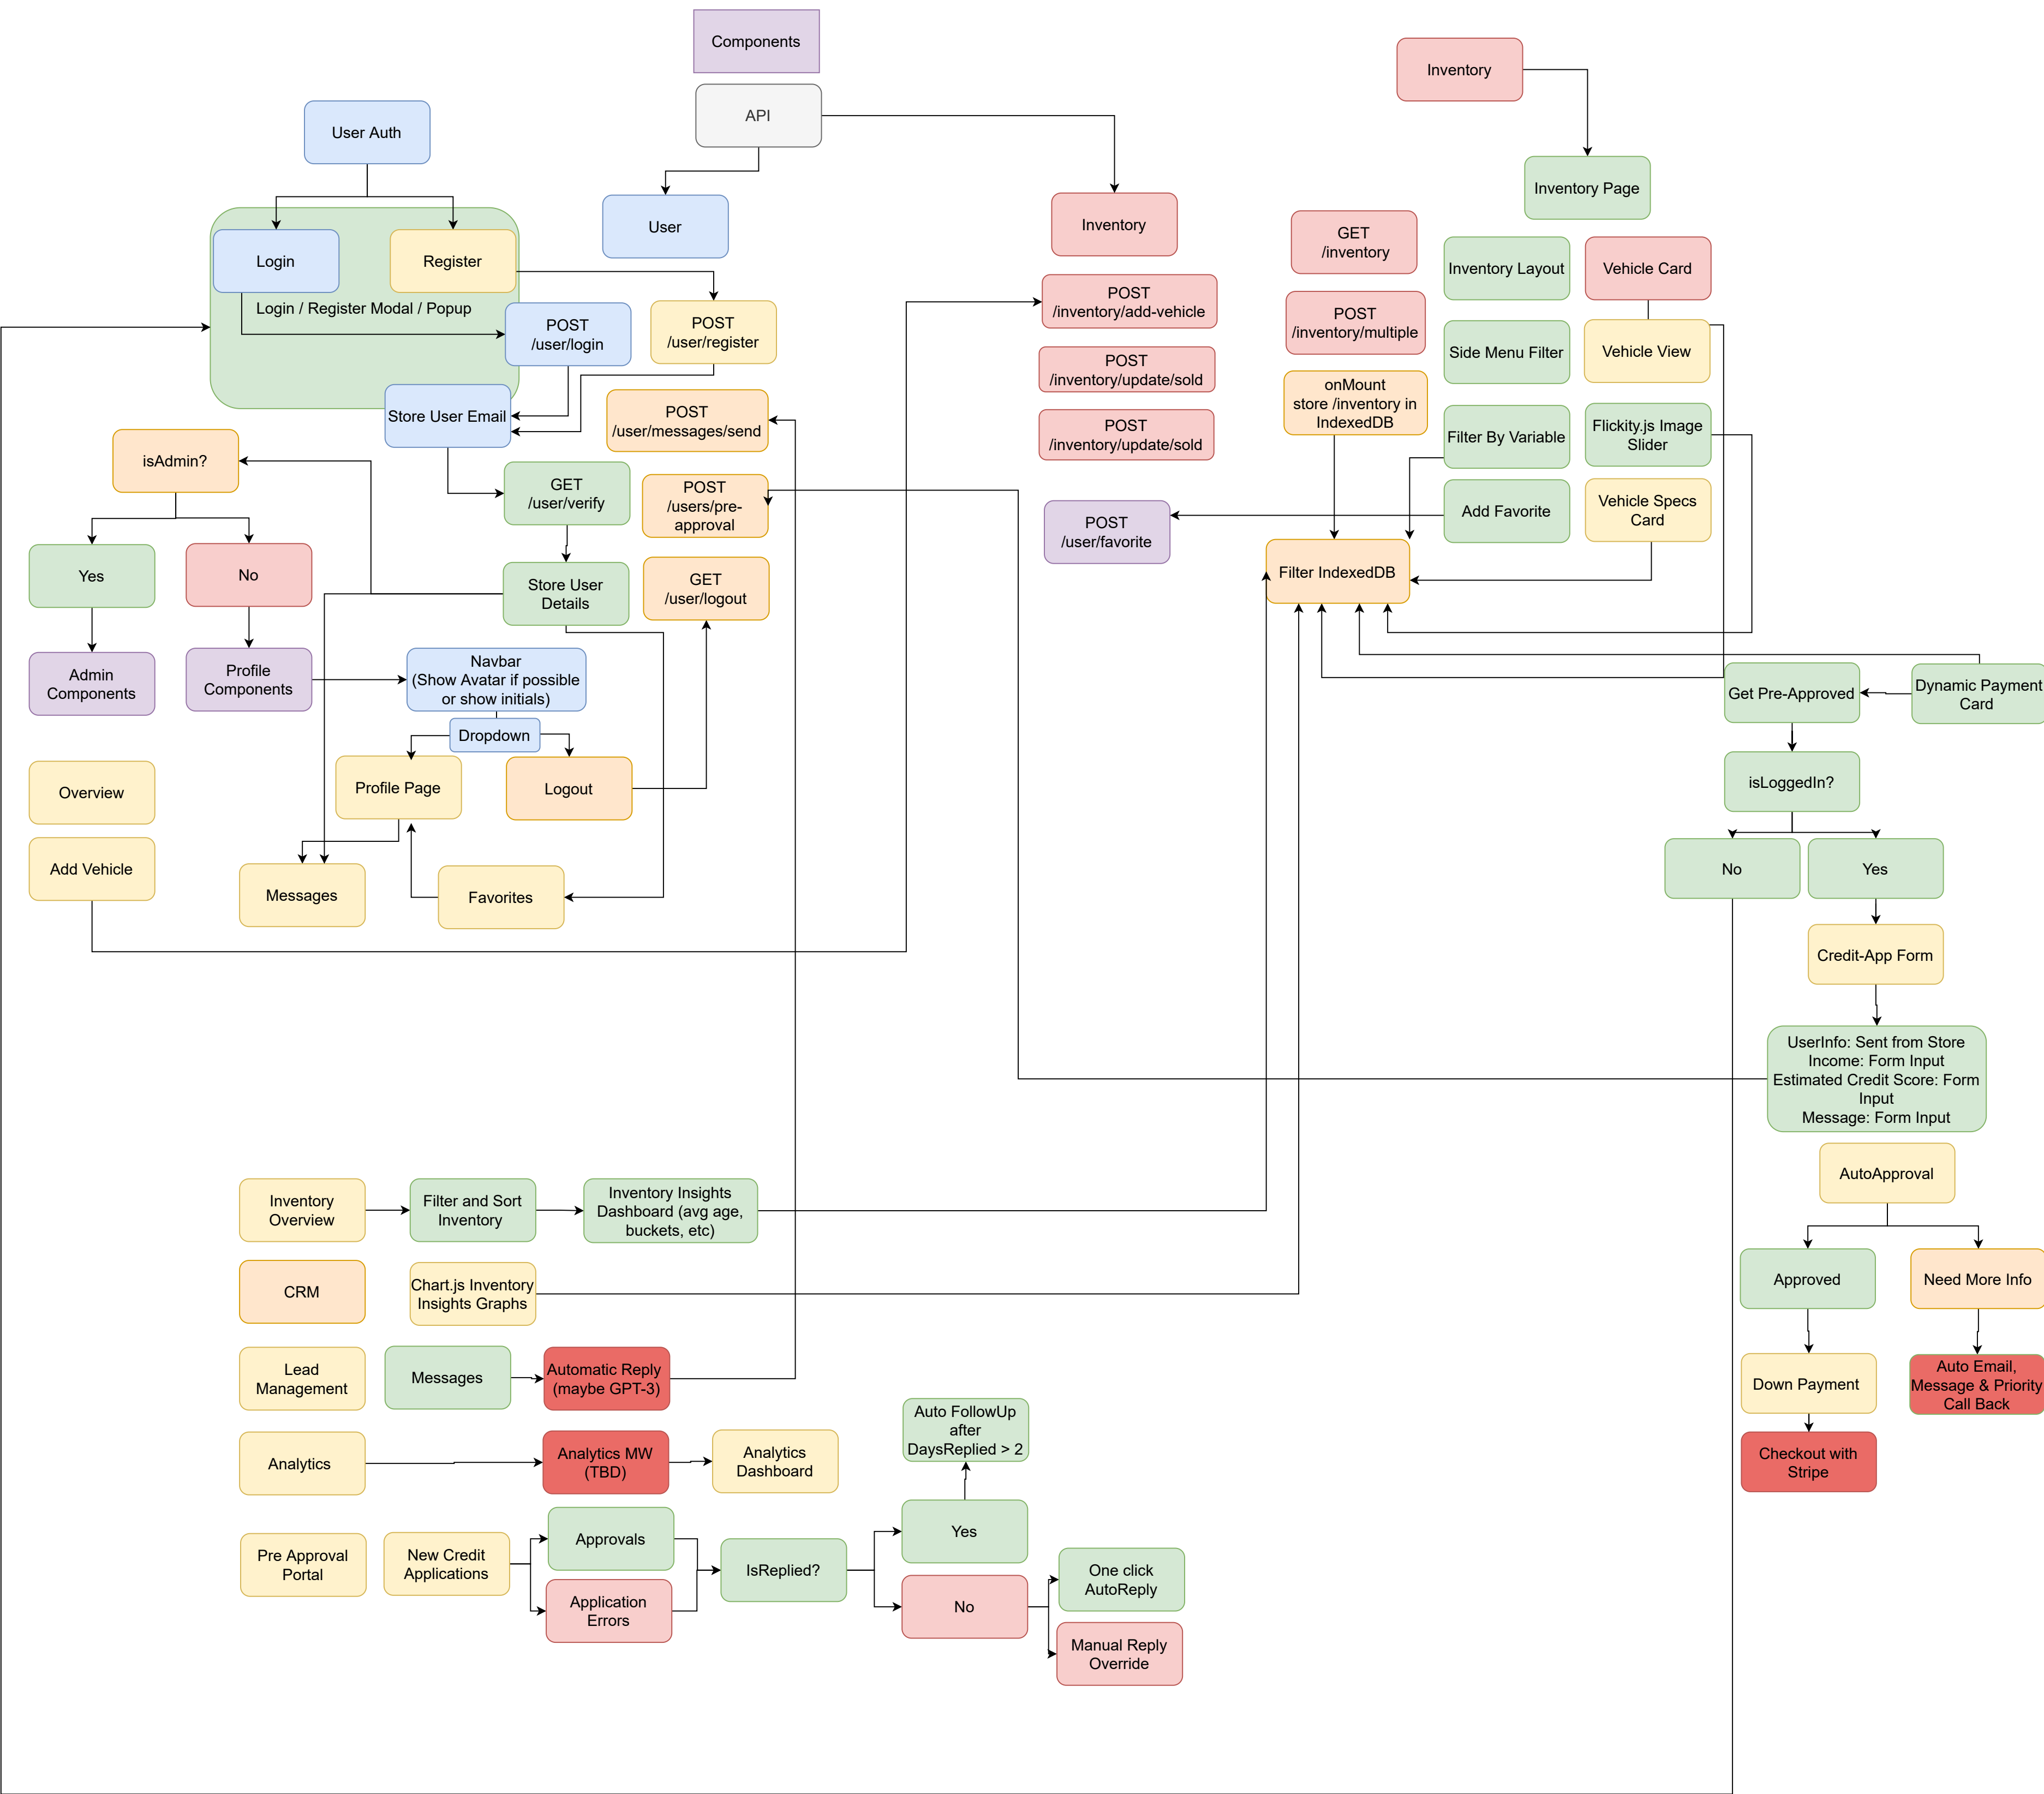 Components
API
Inventory
User Auth
Inventory Page
User
Inventory
GET
/inventory
Login
Register
Login / Register Modal / Popup
Inventory Layout
Vehicle Card
POST
/inventory/add-vehicle
POST
/inventory/multiple
POST
/user/login
POST
/user/register
Side Menu Filter
Vehicle View
POST
/inventory/update/sold
onMount
store /inventory in
IndexedDB
Store User Email
POST
/user/messages/send
POST
/inventory/update/sold
Filter By Variable
Flickity.js Image
Slider
isAdmin?
GET
/user/verify
POST
/users/pre-
approval
POST
/user/favorite
Add Favorite
Vehicle Specs
Card
Yes
No
Store User
Details
GET
/user/logout
Filter IndexedDB
Admin
Components
Profile
Components
Navbar
(Show Avatar if possible
or show initials)
Get Pre-Approved
Dynamic Payment
Card
Dropdown
Overview
Profile Page
Logout
isLoggedIn?
Add Vehicle
Messages
Favorites
No
Yes
Credit-App Form
UserInfo: Sent from Store
Income: Form Input
Estimated Credit Score: Form
Input
Message: Form Input
AutoApproval
Inventory
Overview
Filter and Sort
Inventory
Inventory Insights
Dashboard (avg age,
buckets, etc)
CRM
Chart.js Inventory
Insights Graphs
Approved
Need More Info
Lead
Management
Messages
Automatic Reply
(maybe GPT-3)
Down Payment
Auto Email,
Message & Priority
Call Back
Auto FollowUp
after
DaysReplied > 2
Analytics
Analytics MW
(TBD)
Analytics
Dashboard
Checkout with
Stripe
Pre Approval
Portal
New Credit
Applications
Approvals
Application
Errors
IsReplied?
Yes
No
One click
AutoReply
Manual Reply
Override